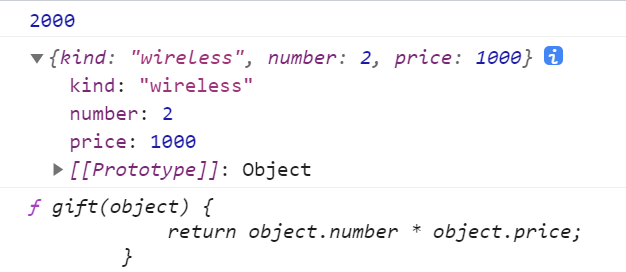 2000
{kind: "wireless", number: 2, price: 1000} i
kind: "wireless"
number: 2
price: 1000
[[Prototype]]: Object
ƒ gift(object) {
return object.number * object.price;
}